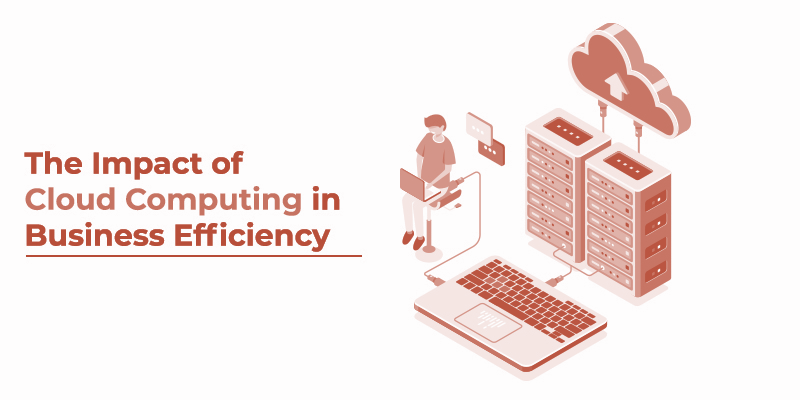 The Impact of
Cloud Computing in
Business Efficiency